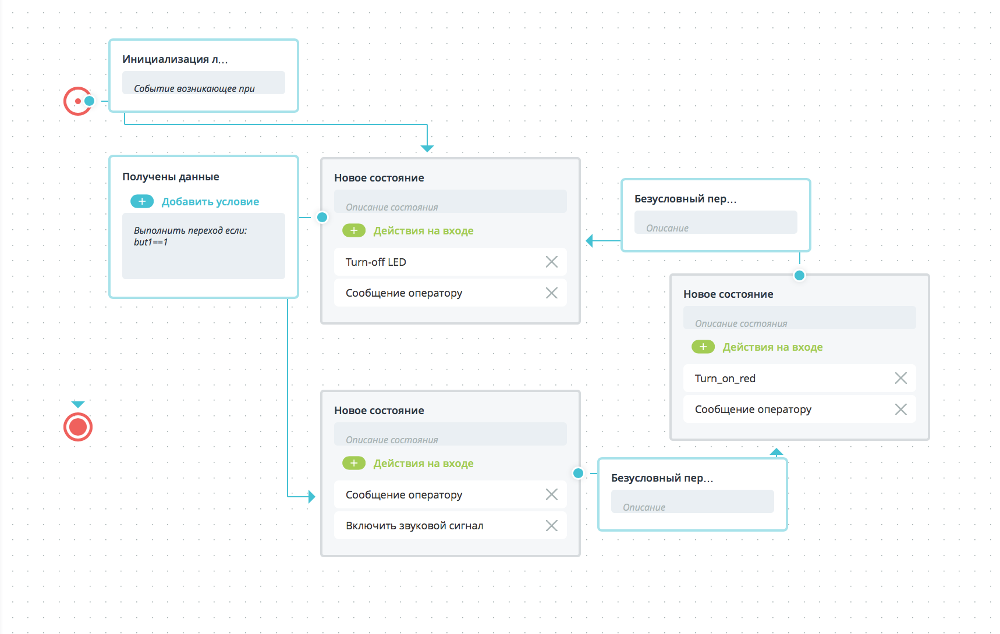 Инициализация л...
Событие возникающее при
Получены данные
Добавить условие
Выполнить переход если:
but1==1
Новое состояние
Описание состояния
Действия на входе
Turn-off LED
Сообщение оператору
Безусловный пер...
Описание
Новое состояние
Описание состояния
Действия на входе
Turn_on_red
Сообщение оператору
Новое состояние
Описание состояния
Действия на входе
Сообщение оператору
Включить звуковой сигнал
Безусловный пер...
Описание